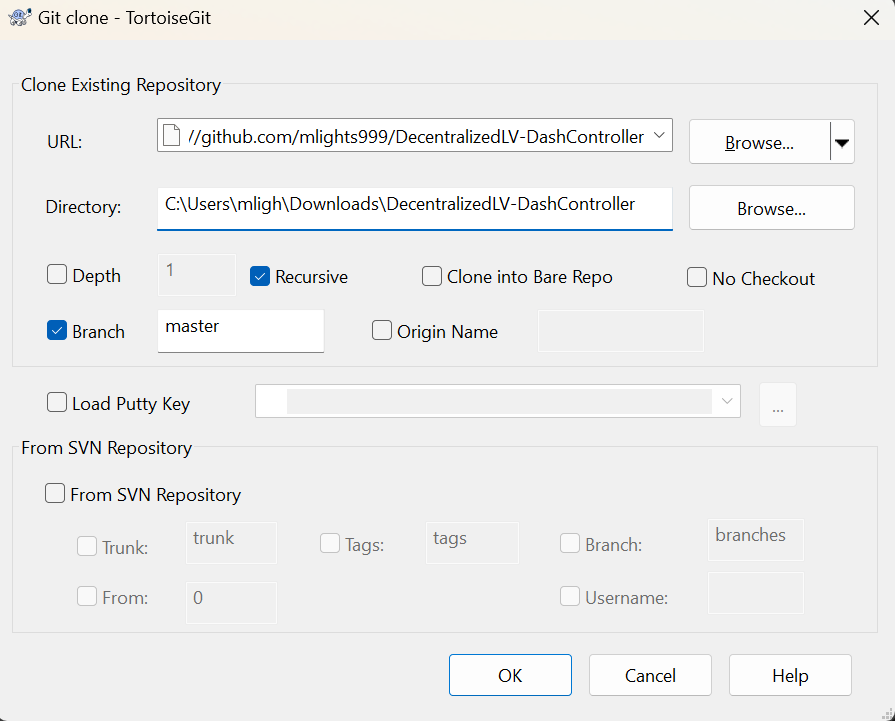 Git clone - TortoiseGit
Clone Existing Repository
URL: //github.com/mlights999/DecentralizedLV-DashController Browse...
Directory: C:\Users\mligh\Downloads\DecentralizedLV-DashController Browse...
Depth 1 Recursive Clone into Bare Repo No Checkout
Branch master Origin Name
Load Putty Key ...
From SVN Repository
From SVN Repository
Trunk: trunk Tags: tags Branch: branches
From: 0 Username:
OK Cancel Help